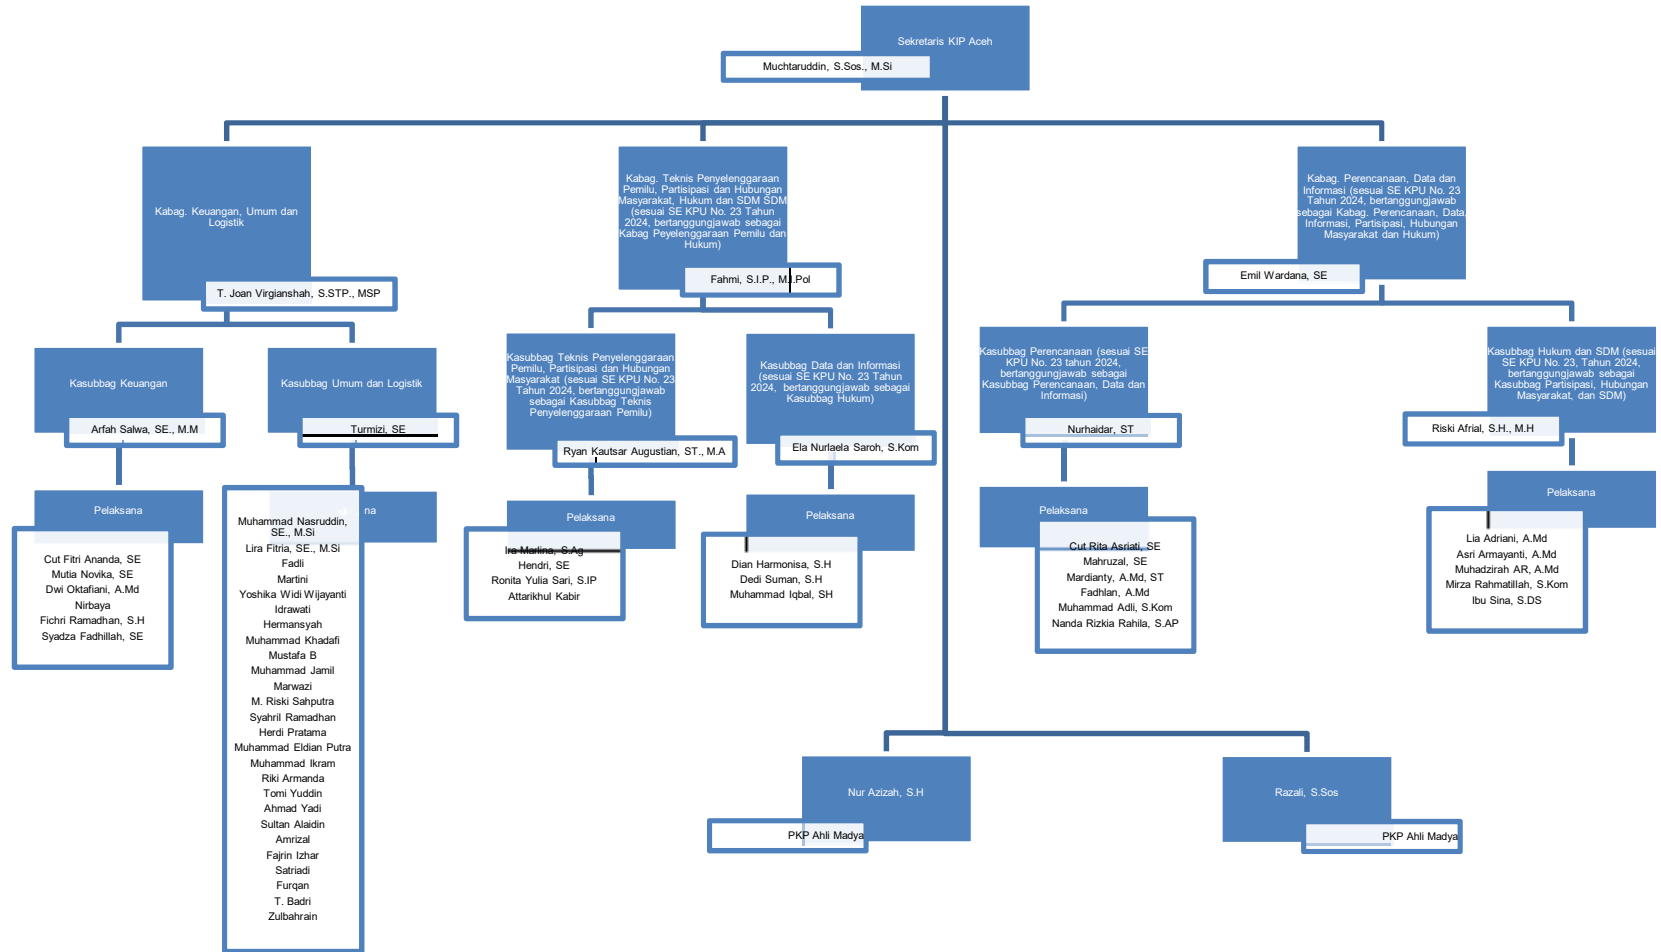 Sekretaris KIP Aceh
Muchtaruddin, S.Sos., M.Si
Kabag. Keuangan, Umum dan
Logistik
T. Joan Virgianshah, S.STP., MSP
Kabag. Teknis Penyelenggaraan
Pemilu, Partisipasi dan Hubungan
Masyarakat, Hukum dan SDM SDM
(sesuai SE KPU No. 23 Tahun
2024, bertanggungjawab sebagai
Kabag Peyelenggaraan Pemilu dan
Hukum)
Fahmi, S.I.P., M.I.Pol
Kabag. Perencanaan, Data dan
Informasi (sesuai SE KPU No. 23
Tahun 2024, bertanggungjawab
sebagai Kabag. Perencanaan, Data,
Informasi, Partisipasi, Hubungan
Masyarakat dan Hukum)
Emil Wardana, SE
Kasubbag Keuangan
Arfah Salwa, SE., M.M
Kasubbag Umum dan Logistik
Turmizi, SE
Kasubbag Teknis Penyelenggaraan
Pemilu, Partisipasi dan Hubungan
Masyarakat (sesuai SE KPU No. 23
Tahun 2024, bertanggungjawab
sebagai Kasubbag Teknis
Penyelenggaraan Pemilu)
Ryan Kautsar Augustian, ST., M.A
Kasubbag Data dan Informasi
(sesuai SE KPU No. 23 Tahun
2024, bertanggungjawab sebagai
Kasubbag Hukum)
Ela Nurlaela Saroh, S.Kom
Kasubbag Perencanaan (sesuai SE
KPU No. 23 tahun 2024,
bertanggungjawab sebagai
Kasubbag Perencanaan, Data dan
Informasi)
Nurhaidar, ST
Kasubbag Hukum dan SDM (sesuai
SE KPU No. 23, Tahun 2024,
bertanggungjawab sebagai
Kasubbag Partisipasi, Hubungan
Masyarakat, dan SDM)
Riski Afrial, S.H., M.H
Pelaksana
Cut Fitri Ananda, SE
Mutia Novika, SE
Dwi Oktafiani, A.Md
Nirbaya
Fichri Ramadhan, S.H
Syadza Fadhillah, SE
na
Muhammad Nasruddin,
SE., M.Si
Lira Fitria, SE., M.Si
Fadli
Martini
Yoshika Widi Wijayanti
Idrawati
Hermansyah
Muhammad Khadafi
Mustafa B
Muhammad Jamil
Marwazi
M. Riski Sahputra
Syahril Ramadhan
Herdi Pratama
Muhammad Eldian Putra
Muhammad Ikram
Riki Armanda
Tomi Yuddin
Ahmad Yadi
Sultan Alaidin
Amrizal
Fajrin Izhar
Satriadi
Furqan
T. Badri
Zulbahrain
Pelaksana
Ira Marlina, S.Ag
Hendri, SE
Ronita Yulia Sari, S.IP
Attarikhul Kabir
Pelaksana
Dian Harmonisa, S.H
Dedi Suman, S.H
Muhammad Iqbal, SH
Pelaksana
Cut Rita Asriati, SE
Mahruzal, SE
Mardianty, A.Md, ST
Fadhlan, A.Md
Muhammad Adli, S.Kom
Nanda Rizkia Rahila, S.AP
Pelaksana
Lia Adriani, A.Md
Asri Armayanti, A.Md
Muhadzirah AR, A.Md
Mirza Rahmatillah, S.Kom
Ibu Sina, S.DS
Nur Azizah, S.H
PKP Ahli Madya
Razali, S.Sos
PKP Ahli Madya